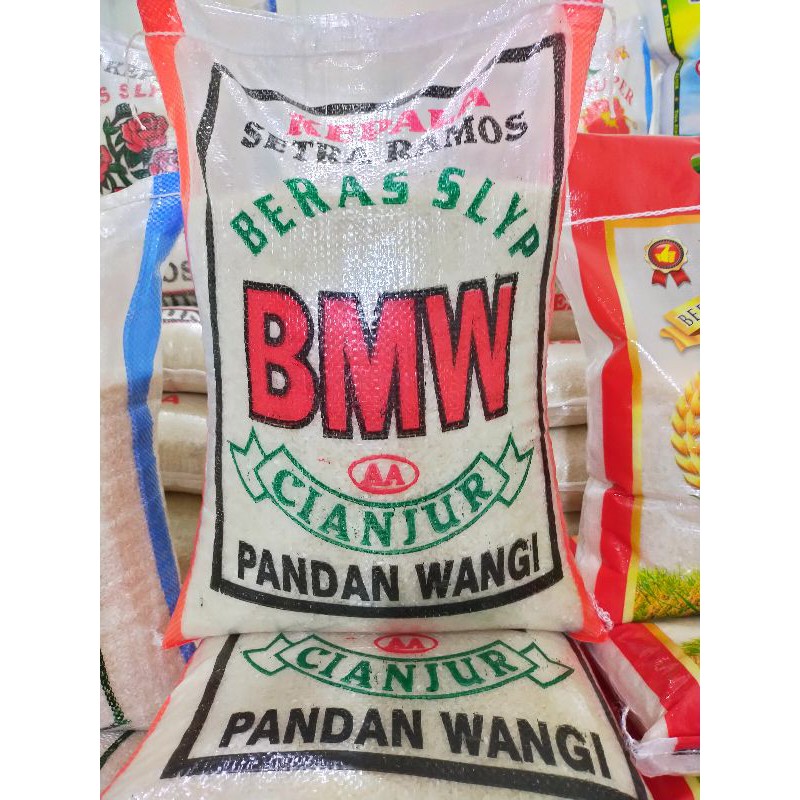 KEPALA
SETRA RAMOS
BERAS SLYP
BMW
AA
CIANJUR
PANDAN WANGI
AA
CIANJUR
PANDAN WANGI